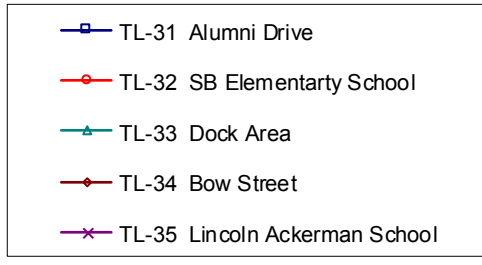 TL-31 Alumni Drive
TL-32 SB Elementarty School
TL-33 Dock Area
TL-34 Bow Street
TL-35 Lincoln Ackerman School